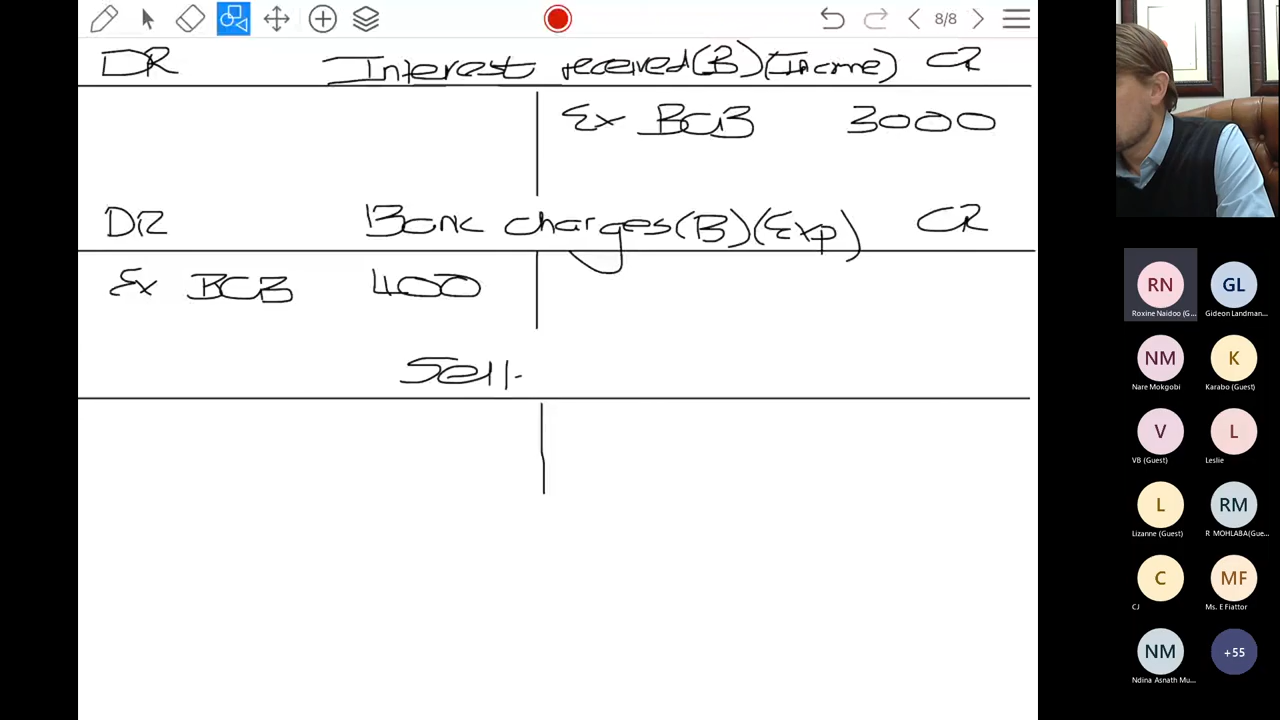 8/8
DR Interest received(B)(Income) CR
Ex BCB 3000
DR Bank charges(B)(Exp) CR
Ex BCB 400
Sell.
RN
Roxine Naidoo (G...
GL
Gideon Landman...
NM
Nare Mokgobi
K
Karabo (Guest)
V
VB (Guest)
L
Leslie
L
Lizanne (Guest)
RM
R MOHLABA(Gue...
C
CJ
MF
Ms. E Fiattor
NM
Ndina Asnath Mu...
+55